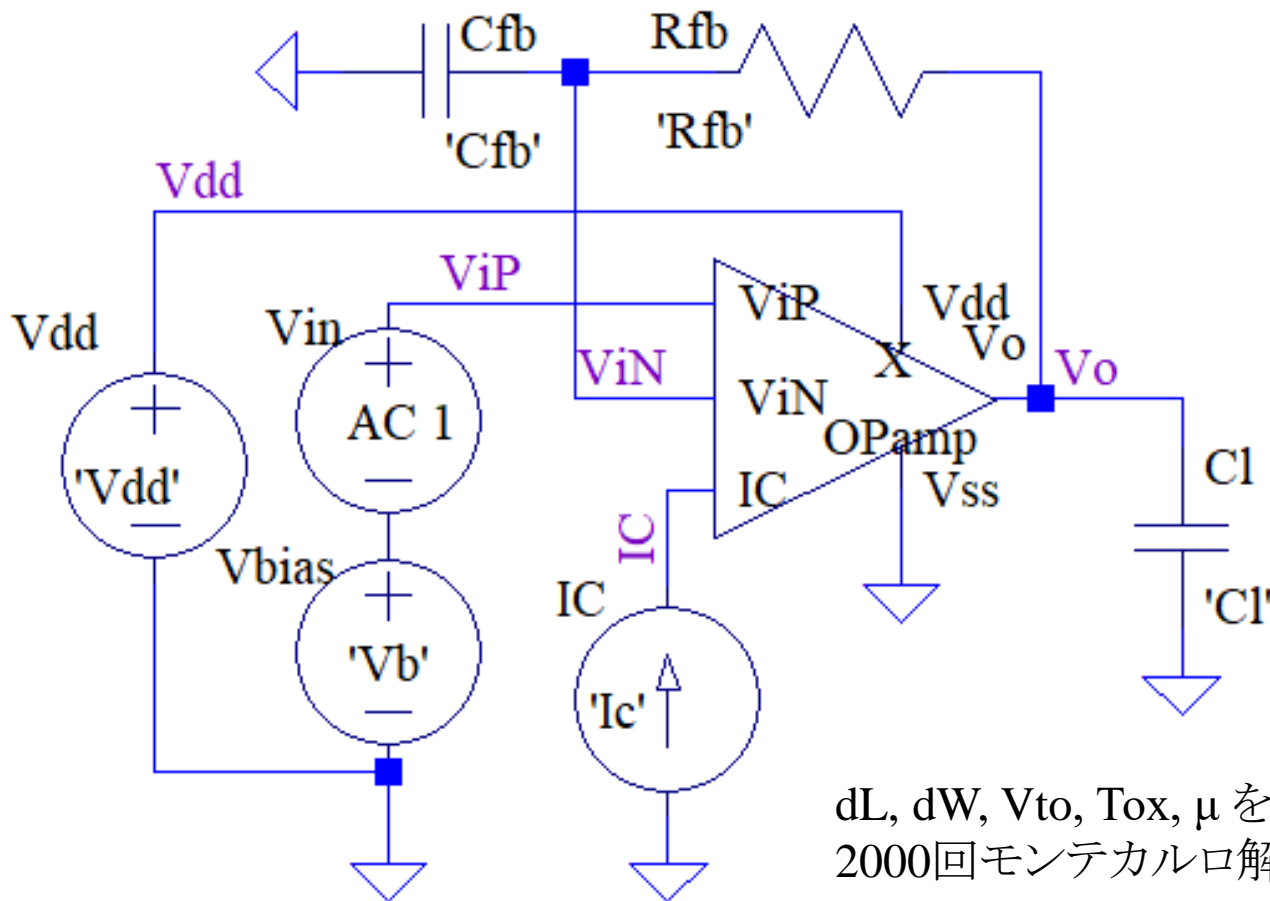 Cfb
Rfb
'Cfb'
'Rfb'
Vdd
ViP
Vdd
Vin
ViP
Vdd
X
Vo
Vo
ViN
ViN
AC 1
OPamp
'Vdd'
IC
Vss
Cl
IC
Vbias
IC
'Cl'
'Vb'
'Ic'
dL, dW, Vto, Tox, μ を
2000回モンテカルロ解